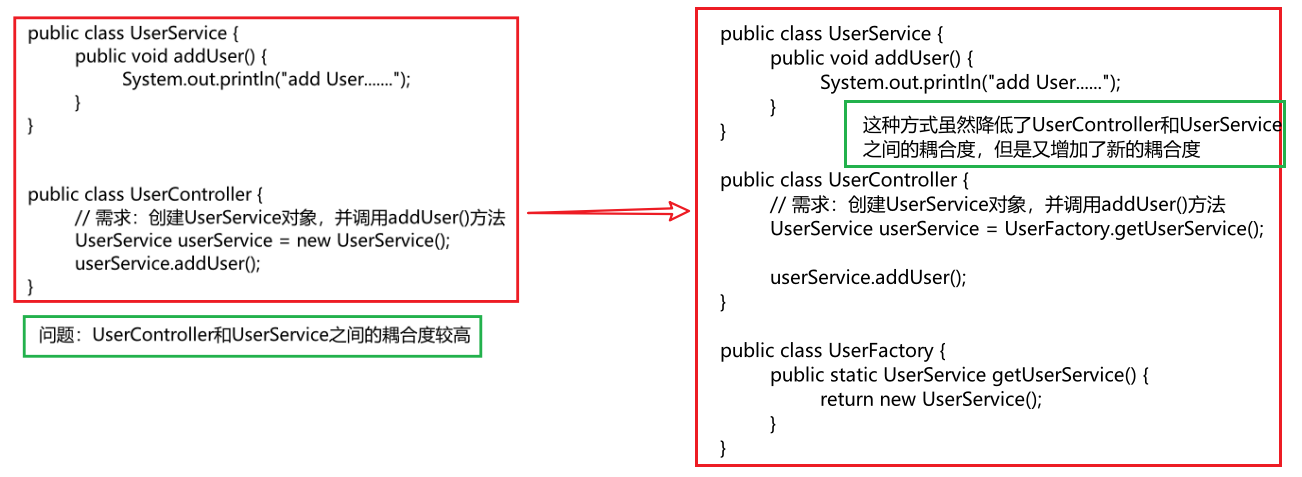 public class UserService {
public void addUser() {
System.out.println("add User.......");
}
}
public class UserController {
// 需求：创建UserService对象，并调用addUser()方法
UserService userService = new UserService();
userService.addUser();
}
问题：UserController和UserService之间的耦合度较高
public class UserService {
public void addUser() {
System.out.println("add User......");
}
}
这种方式虽然降低了UserController和UserService
之间的耦合度，但是又增加了新的耦合度
public class UserController {
// 需求：创建UserService对象，并调用addUser()方法
UserService userService = UserFactory.getUserService();
userService.addUser();
}
public class UserFactory {
public static UserService getUserService() {
return new UserService();
}
}